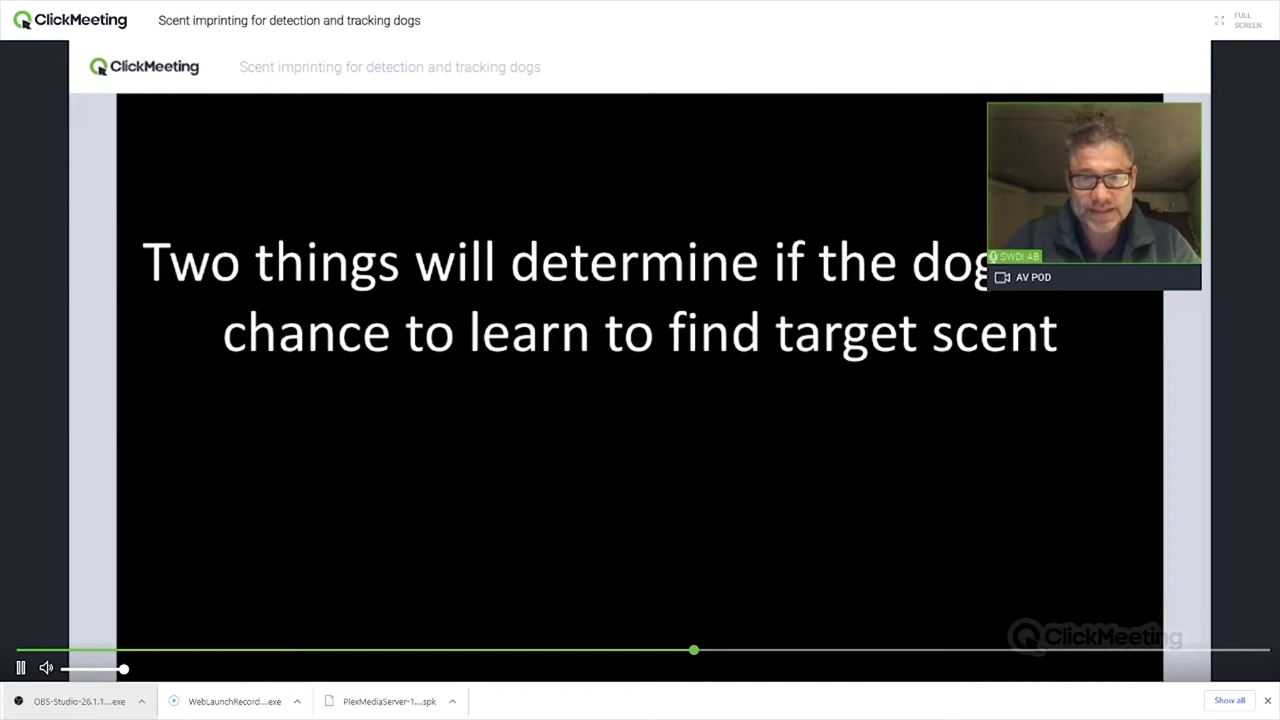 ClickMeeting
Scent imprinting for detection and tracking dogs
FULL
SCREEN
ClickMeeting
Scent imprinting for detection and tracking dogs
Two things will determine if the dog
chance to learn to find target scent
SWDI AB
AV POD
ClickMeeting
OBS-Studio-26.1.1....exe
WebLaunchRecord....exe
PlexMediaServer-1....spk
Show all